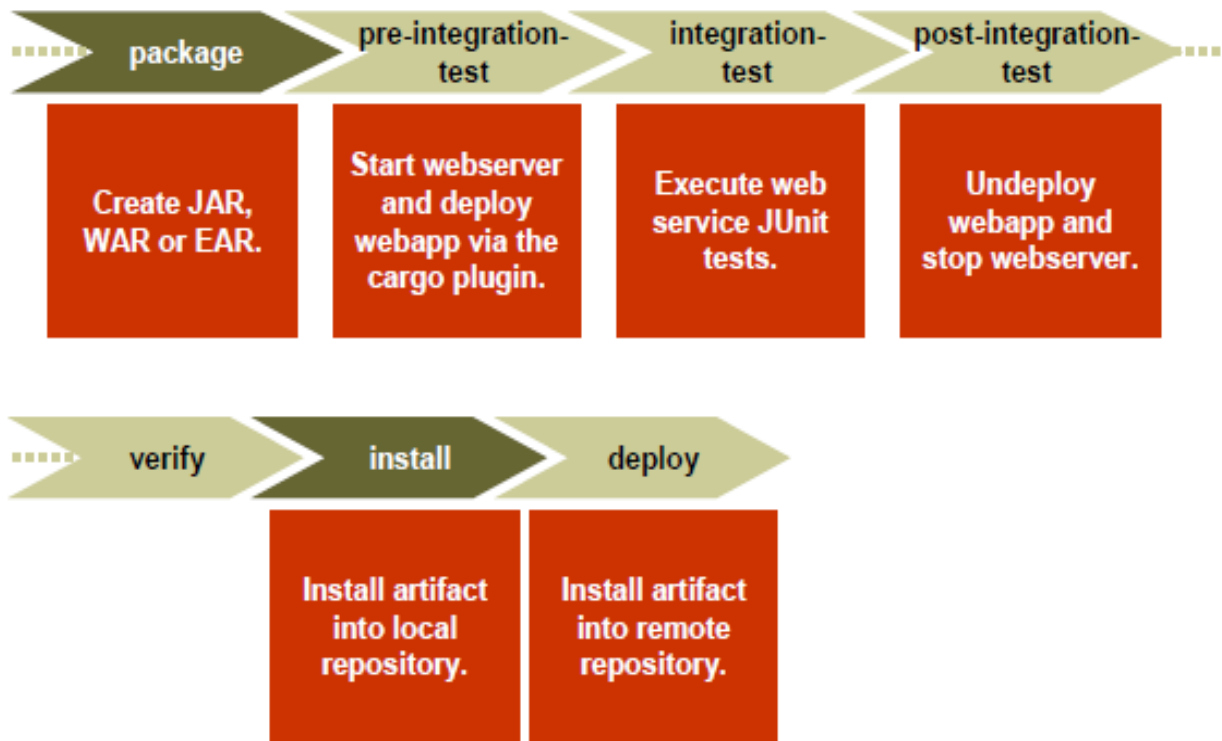 package
pre-integration-
test
integration-
test
post-integration-
test
Create JAR,
WAR or EAR.
Start webserver
and deploy
webapp via the
cargo plugin.
Execute web
service JUnit
tests.
Undeploy
webapp and
stop webserver.
verify
install
deploy
Install artifact
into local
repository.
Install artifact
into remote
repository.